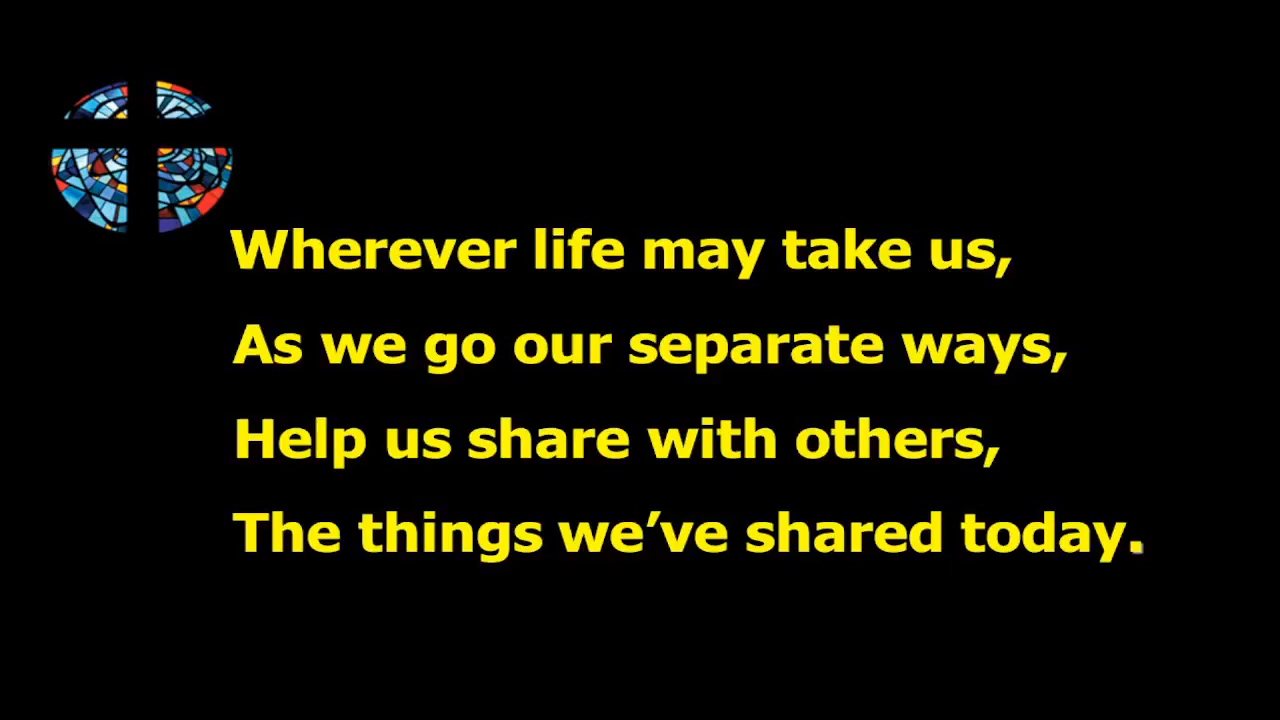 Wherever life may take us,
As we go our separate ways,
Help us share with others,
The things we’ve shared today.